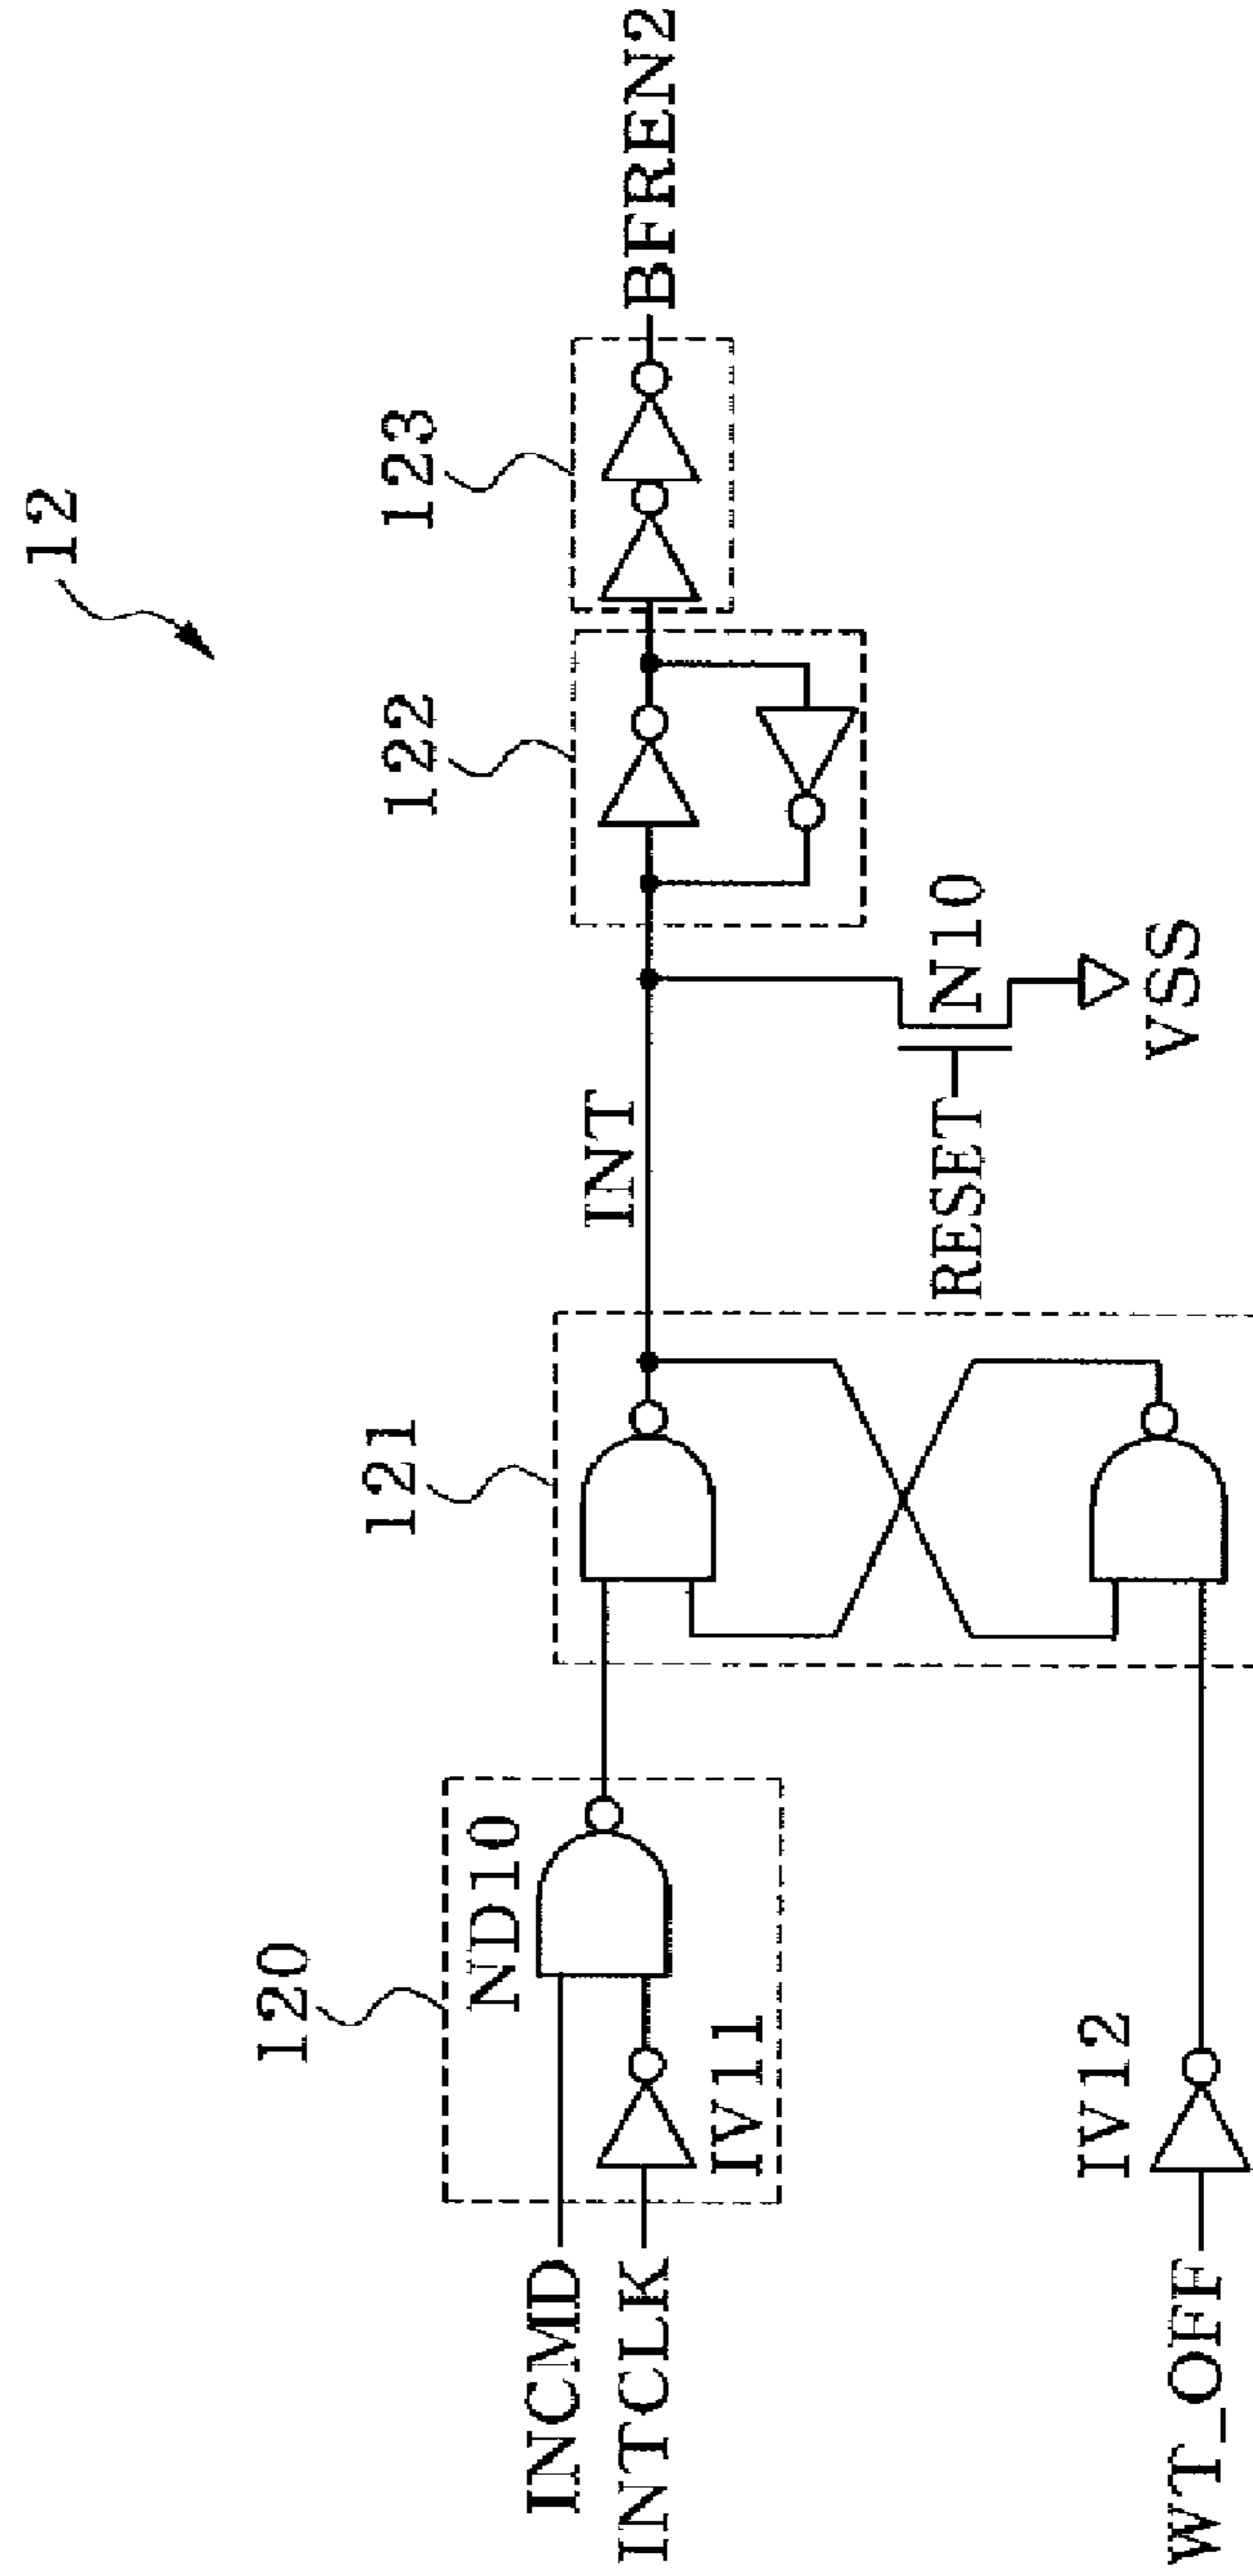 12
120
ND10
INCMD
INTCLK
IV11
121
INT
122
123
BFREN2
RESET
N10
VSS
WT_OFF
IV12